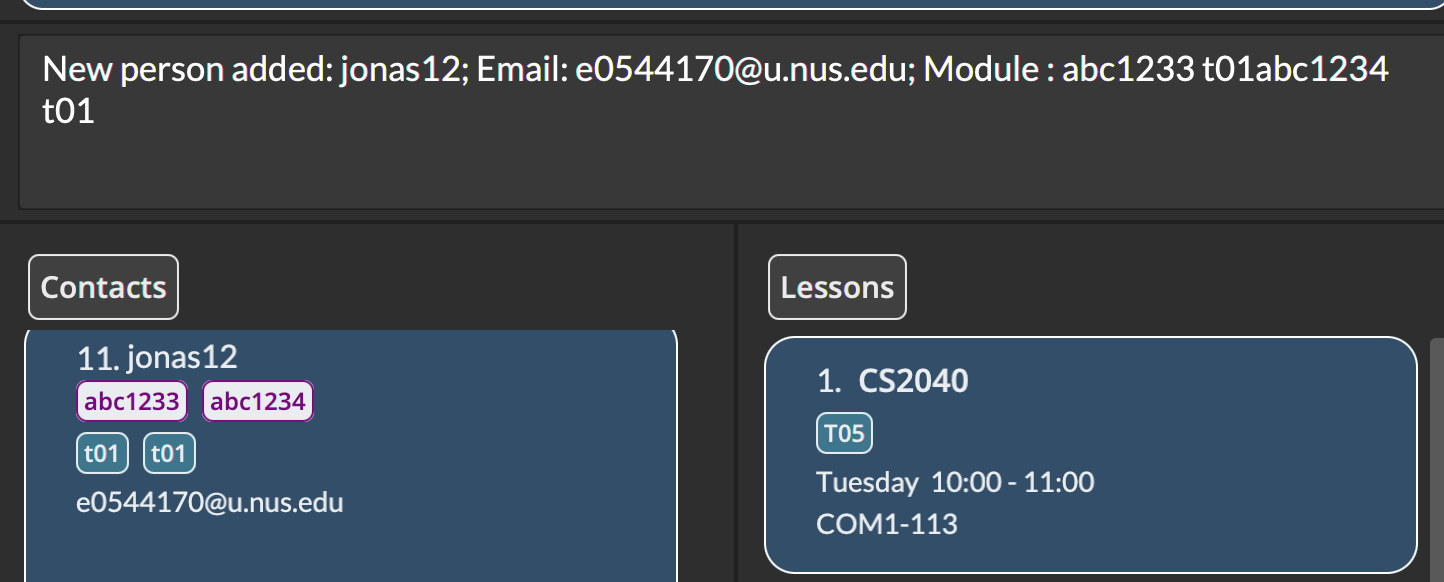 New person added: jonas12; Email: e0544170@u.nus.edu; Module : abc1233 t01abc1234
t01
Contacts
11. jonas12
abc1233 abc1234
t01 t01
e0544170@u.nus.edu
Lessons
1. CS2040
T05
Tuesday 10:00 - 11:00
COM1-113